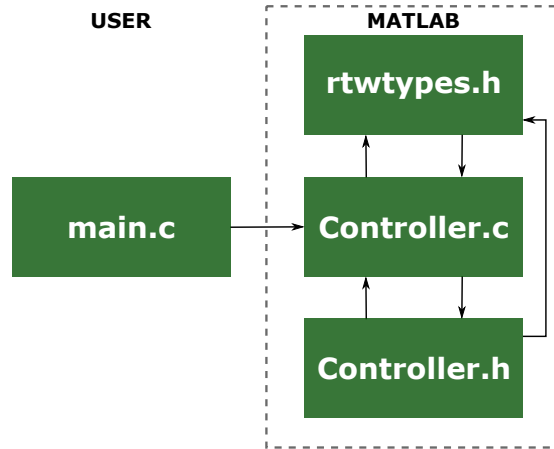 USER
MATLAB
rtwtypes.h
main.c
Controller.c
Controller.h